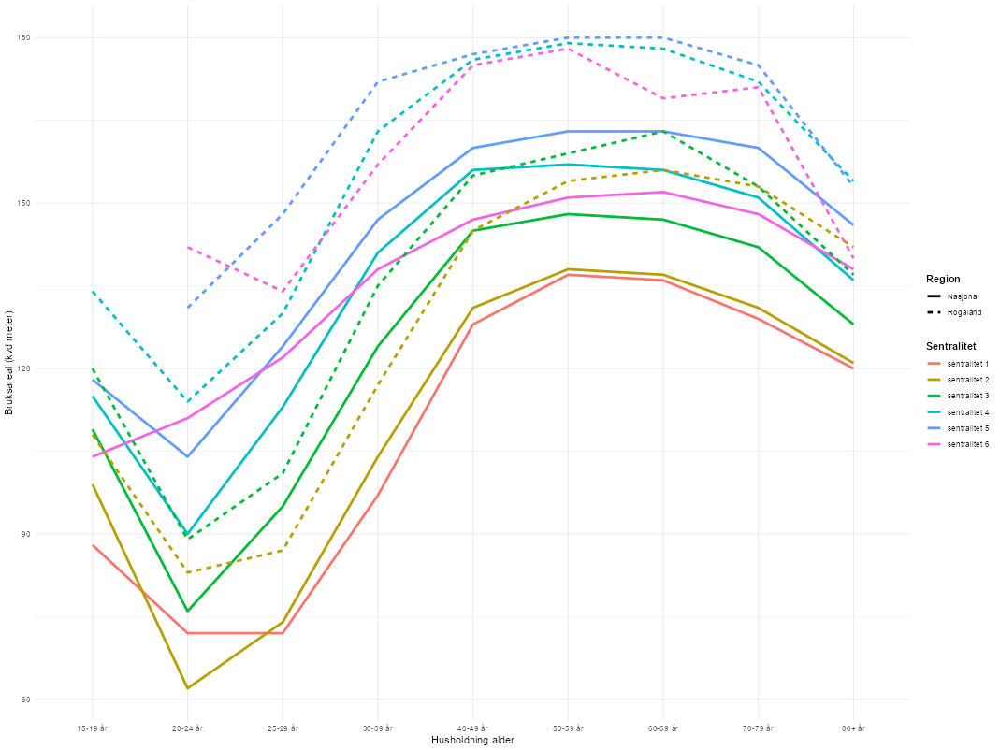 180
150
120
90
60
Bruksareal (kvd meter)
15-19 år
20-24 år
25-29 år
30-39 år
40-49 år
50-59 år
60-69 år
70-79 år
80+ år
Husholdning alder
Region
Nasjonal
Rogaland
Sentralitet
sentralitet 1
sentralitet 2
sentralitet 3
sentralitet 4
sentralitet 5
sentralitet 6